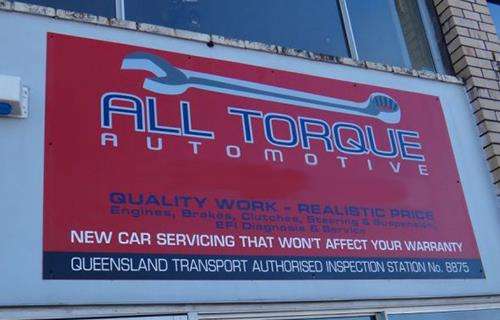 ALL TORQUE
AUTOMOTIVE
QUALITY WORK - REALISTIC PRICE
Engines, Brakes, Clutches, Steering & Suspension,
EFI Diagnosis & Service
NEW CAR SERVICING THAT WON'T AFFECT YOUR WARRANTY
QUEENSLAND TRANSPORT AUTHORISED INSPECTION STATION No. 8875